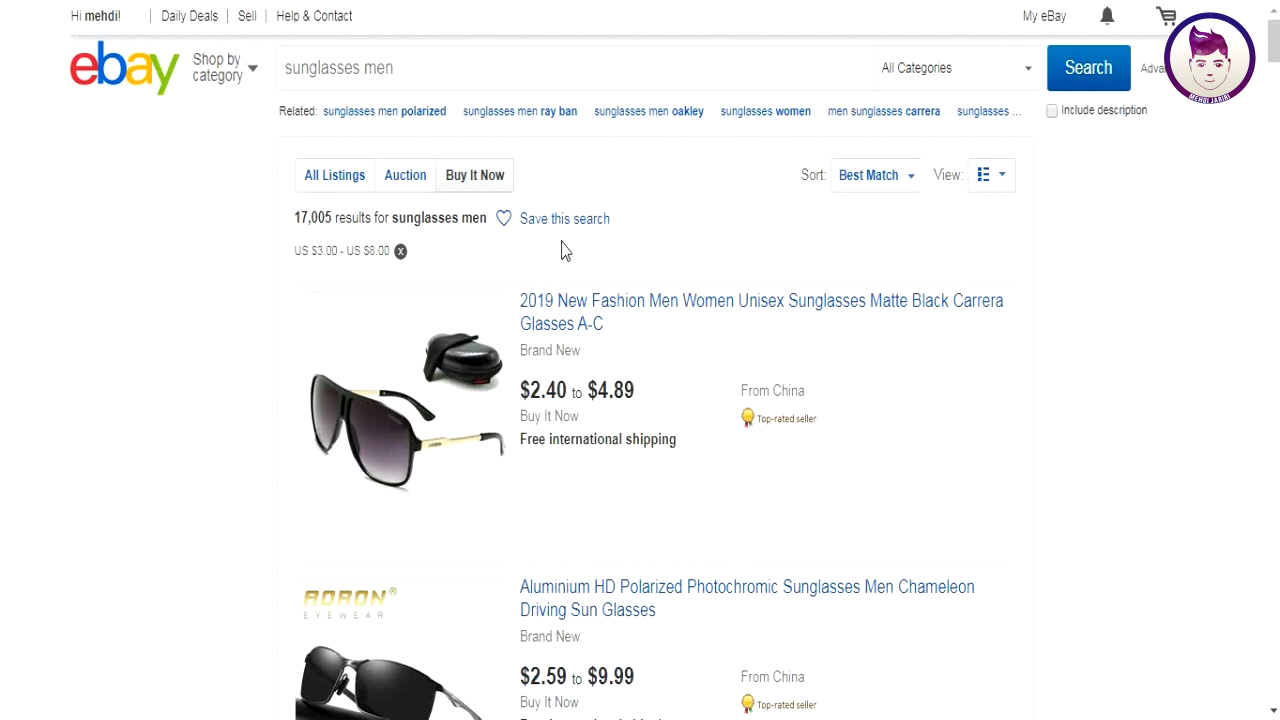 Hi mehdi! Daily Deals Sell Help & Contact My eBay
ebay Shop by category sunglasses men All Categories Search
MEHDI JABIRI
Related: sunglasses men polarized sunglasses men ray ban sunglasses men oakley sunglasses women men sunglasses carrera sunglasses ... Include description
All Listings Auction Buy It Now Sort: Best Match View:
17,005 results for sunglasses men Save this search
US $3.00 - US $8.00 x
2019 New Fashion Men Women Unisex Sunglasses Matte Black Carrera
Glasses A-C
Brand New
$2.40 to $4.89 From China
Buy It Now Top-rated seller
Free international shipping
AORON®
EYEWEAR
Aluminium HD Polarized Photochromic Sunglasses Men Chameleon
Driving Sun Glasses
Brand New
$2.59 to $9.99 From China
Buy It Now Top-rated seller